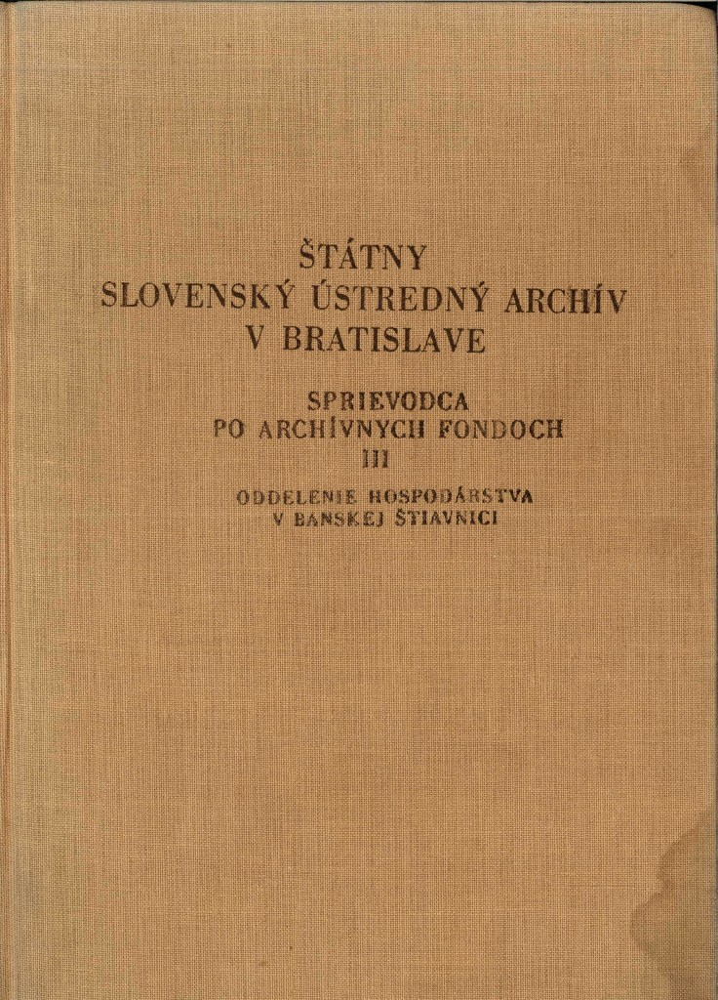 ŠTÁTNY
SLOVENSKÝ ÚSTREDNÝ ARCHÍV
V BRATISLAVE
SPRIEVODCA
PO ARCHÍVNYCH FONDOCH
III
ODDELENIE HOSPODÁRSTVA
V BANSKEJ ŠTIAVNICI